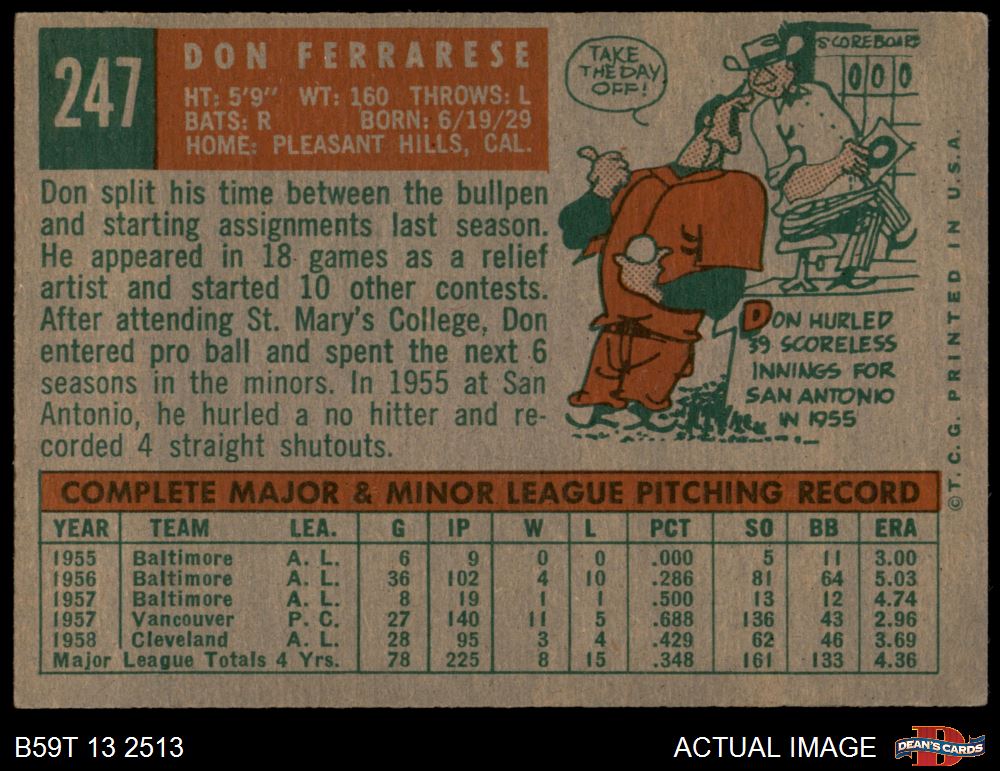 247
DON FERRARESE
HT: 5'9" WT: 160 THROWS: L
BATS: R BORN: 6/19/29
HOME: PLEASANT HILLS, CAL.
Don split his time between the bullpen
and starting assignments last season.
He appeared in 18 games as a relief
artist and started 10 other contests.
After attending St. Mary's College, Don
entered pro ball and spent the next 6
seasons in the minors. In 1955 at San
Antonio, he hurled a no hitter and re-
corded 4 straight shutouts.
TAKE
THE DAY
OFF!
SCOREBOARD
000
DON HURLED
39 SCORELESS
INNINGS FOR
SAN ANTONIO
IN 1955
© T.C.G. PRINTED IN U.S.A.
COMPLETE MAJOR & MINOR LEAGUE PITCHING RECORD
YEAR TEAM LEA. G IP W L PCT SO BB ERA
1955 Baltimore A. L. 6 9 0 0 .000 5 11 3.00
1956 Baltimore A. L. 36 102 4 10 .286 81 64 5.03
1957 Baltimore A. L. 8 19 1 1 .500 13 12 4.74
1957 Vancouver P. C. 27 140 11 5 .688 136 43 2.96
1958 Cleveland A. L. 28 95 3 4 .429 62 46 3.69
Major League Totals 4 Yrs. 78 225 8 15 .348 161 133 4.36
B59T 13 2513
ACTUAL IMAGE
DEAN'S CARDS